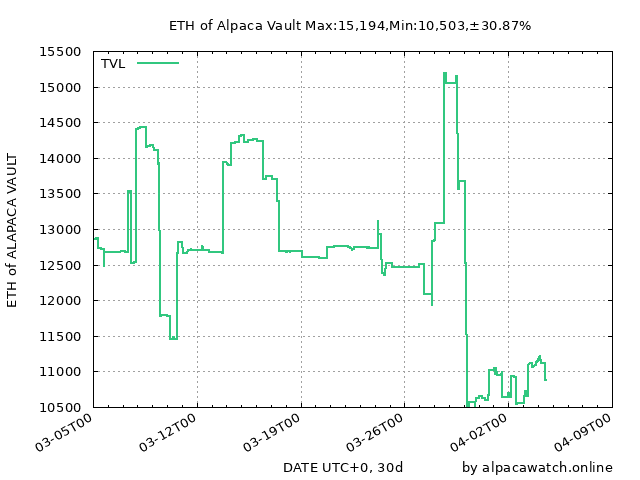 ETH of Alpaca Vault Max:15,194,Min:10,503,±30.87%
TVL
15500
15000
14500
14000
13500
13000
12500
12000
11500
11000
10500
ETH of ALAPACA VAULT
03-05T00
03-12T00
03-19T00
03-26T00
04-02T00
04-09T00
DATE UTC+0, 30d
by alpacawatch.online